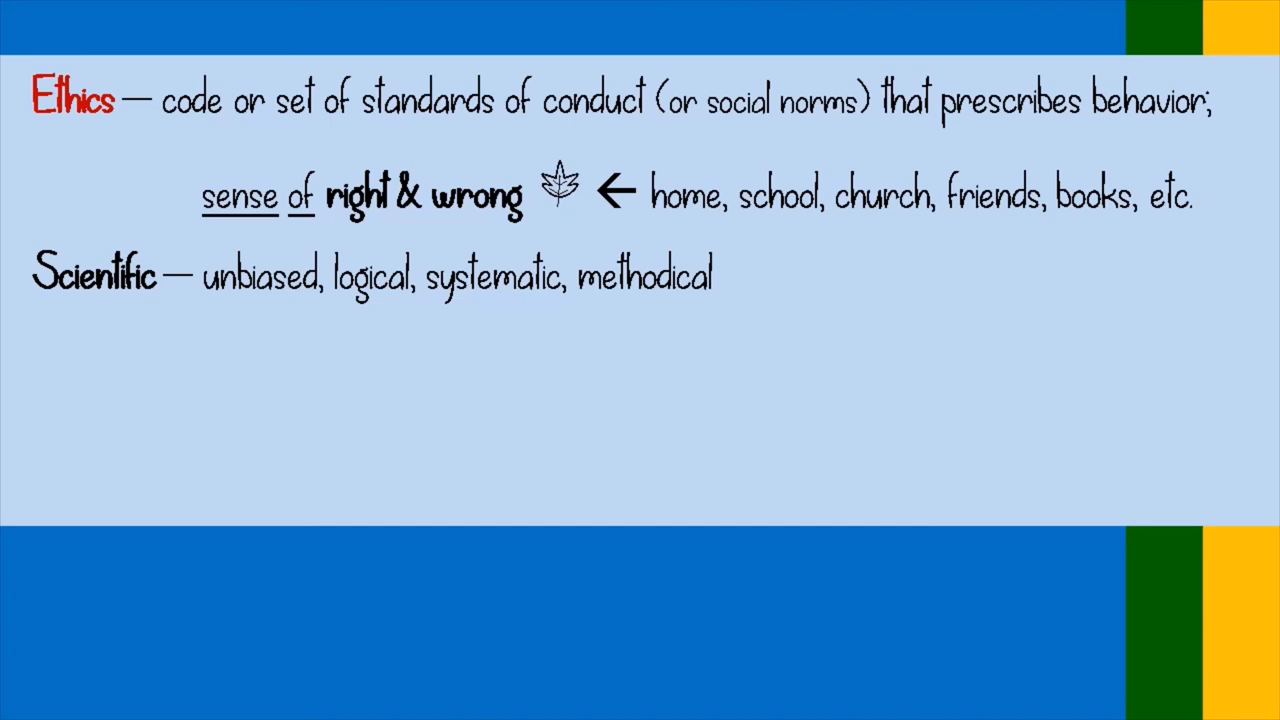 Ethics — code or set of standards of conduct (or social norms) that prescribes behavior;
sense of right & wrong ← home, school, church, friends, books, etc.
Scientific — unbiased, logical, systematic, methodical